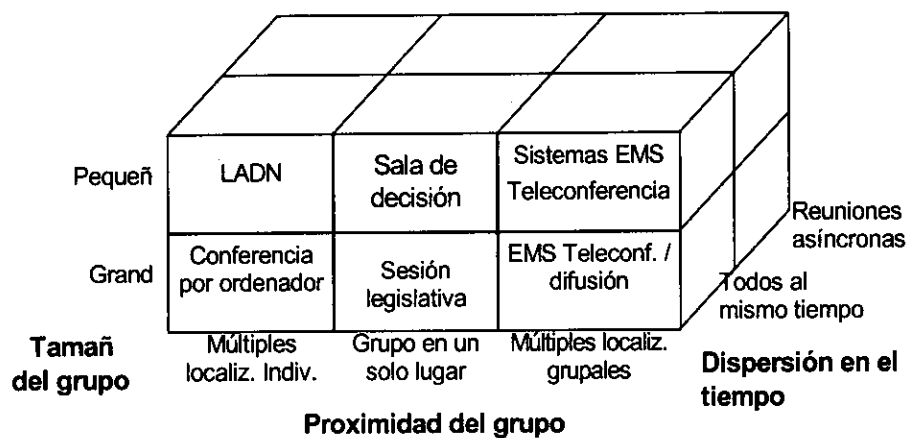 Pequeñ
LADN
Sala de
decisión
Sistemas EMS
Teleconferencia
Grand
Conferencia
por ordenador
Sesión
legislativa
EMS Teleconf. /
difusión
Reuniones
asíncronas
Todos al
mismo tiempo
Tamañ
del grupo
Múltiples
localiz. Indiv.
Grupo en un
solo lugar
Múltiples localiz.
grupales
Dispersión en el
tiempo
Proximidad del grupo